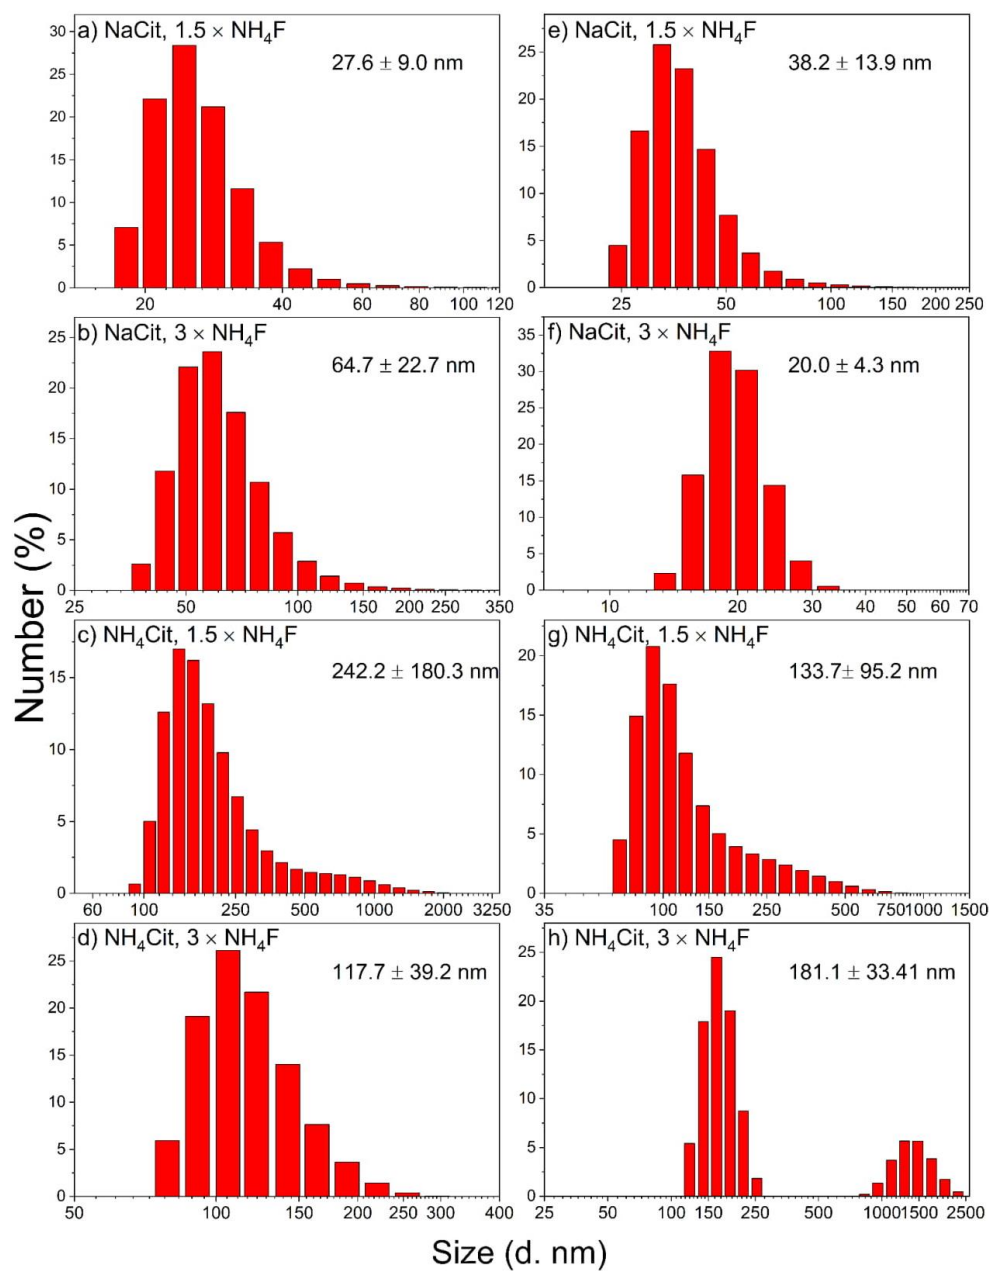 a) NaCit, 1.5 × NH₄F
27.6 ± 9.0 nm
30
25
20
15
10
5
0
20 40 60 80 100 120
e) NaCit, 1.5 × NH₄F
38.2 ± 13.9 nm
25
20
15
10
5
0
25 50 100 150 200 250
b) NaCit, 3 × NH₄F
64.7 ± 22.7 nm
25
20
15
10
5
0
25 50 100 150 200 250 350
f) NaCit, 3 × NH₄F
20.0 ± 4.3 nm
35
30
25
20
15
10
5
0
10 20 30 40 50 60 70
c) NH₄Cit, 1.5 × NH₄F
242.2 ± 180.3 nm
15
10
5
0
60 100 250 500 1000 2000 3250
g) NH₄Cit, 1.5 × NH₄F
133.7± 95.2 nm
20
15
10
5
0
35 100 150 250 500 750 1000 1500
d) NH₄Cit, 3 × NH₄F
117.7 ± 39.2 nm
25
20
15
10
5
0
50 100 150 200 250 300 400
h) NH₄Cit, 3 × NH₄F
181.1 ± 33.41 nm
25
20
15
10
5
0
25 50 100 150 250 500 1000 1500 2500
Number (%)
Size (d. nm)